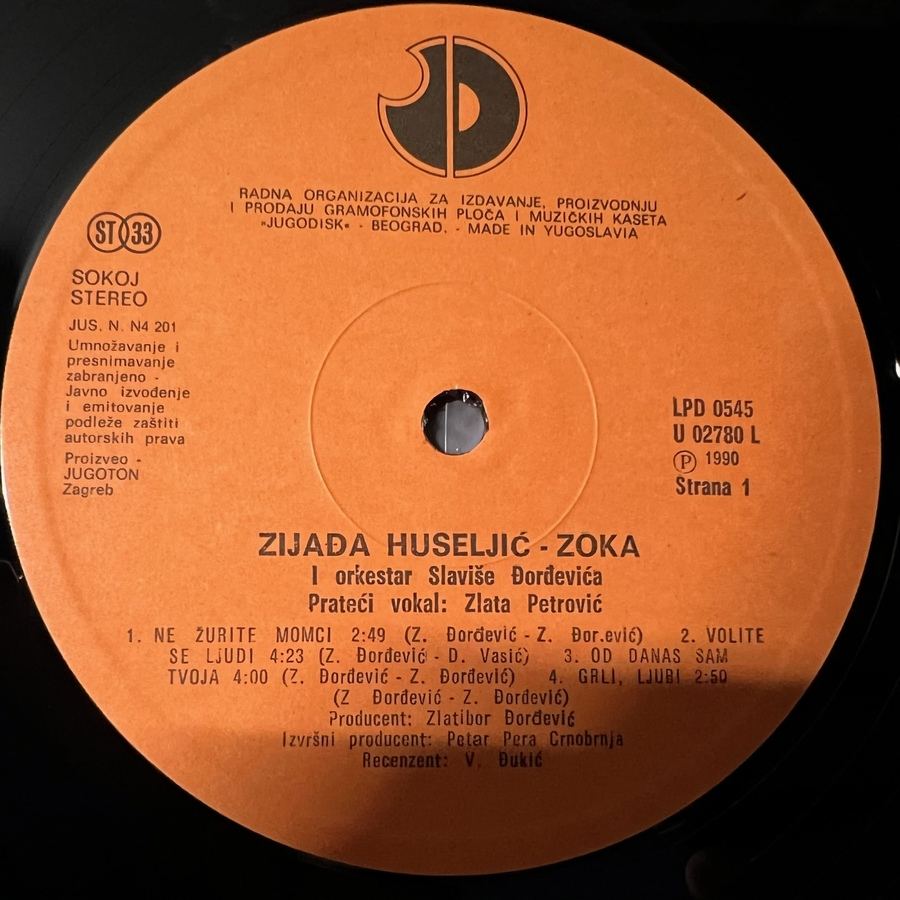 RADNA ORGANIZACIJA ZA IZDAVANJE, PROIZVODNJU
I PRODAJU GRAMOFONSKIH PLOČA I MUZIČKIH KASETA
»JUGODISK« - BEOGRAD. - MADE IN YUGOSLAVIA
ST 33
SOKOJ
STEREO
JUS. N. N4 201
Umnožavanje i
presnimavanje
zabranjeno -
Javno izvođenje
i emitovanje
podleže zaštiti
autorskih prava
Proizveo -
JUGOTON
Zagreb
LPD 0545
U 02780 L
Ⓟ 1990
Strana 1
ZIJAĐA HUSELJIĆ - ZOKA
I orkestar Slaviše Đorđevića
Prateći vokal: Zlata Petrović
1. NE ŽURITE MOMCI 2:49 (Z. Đorđević - Z. Đor.ević) 2. VOLITE
SE LJUDI 4:23 (Z. Đorđević - D. Vasić) 3. OD DANAS SAM
TVOJA 4:00 (Z. Đorđević - Z. Đorđević) 4. GRLI, LJUBI 2:50
(Z Đorđević - Z. Đorđević)
Producent: Zlatibor Đorđević
Izvršni producent: Petar Pera Crnobrnja
Recenzent: V. Đukić